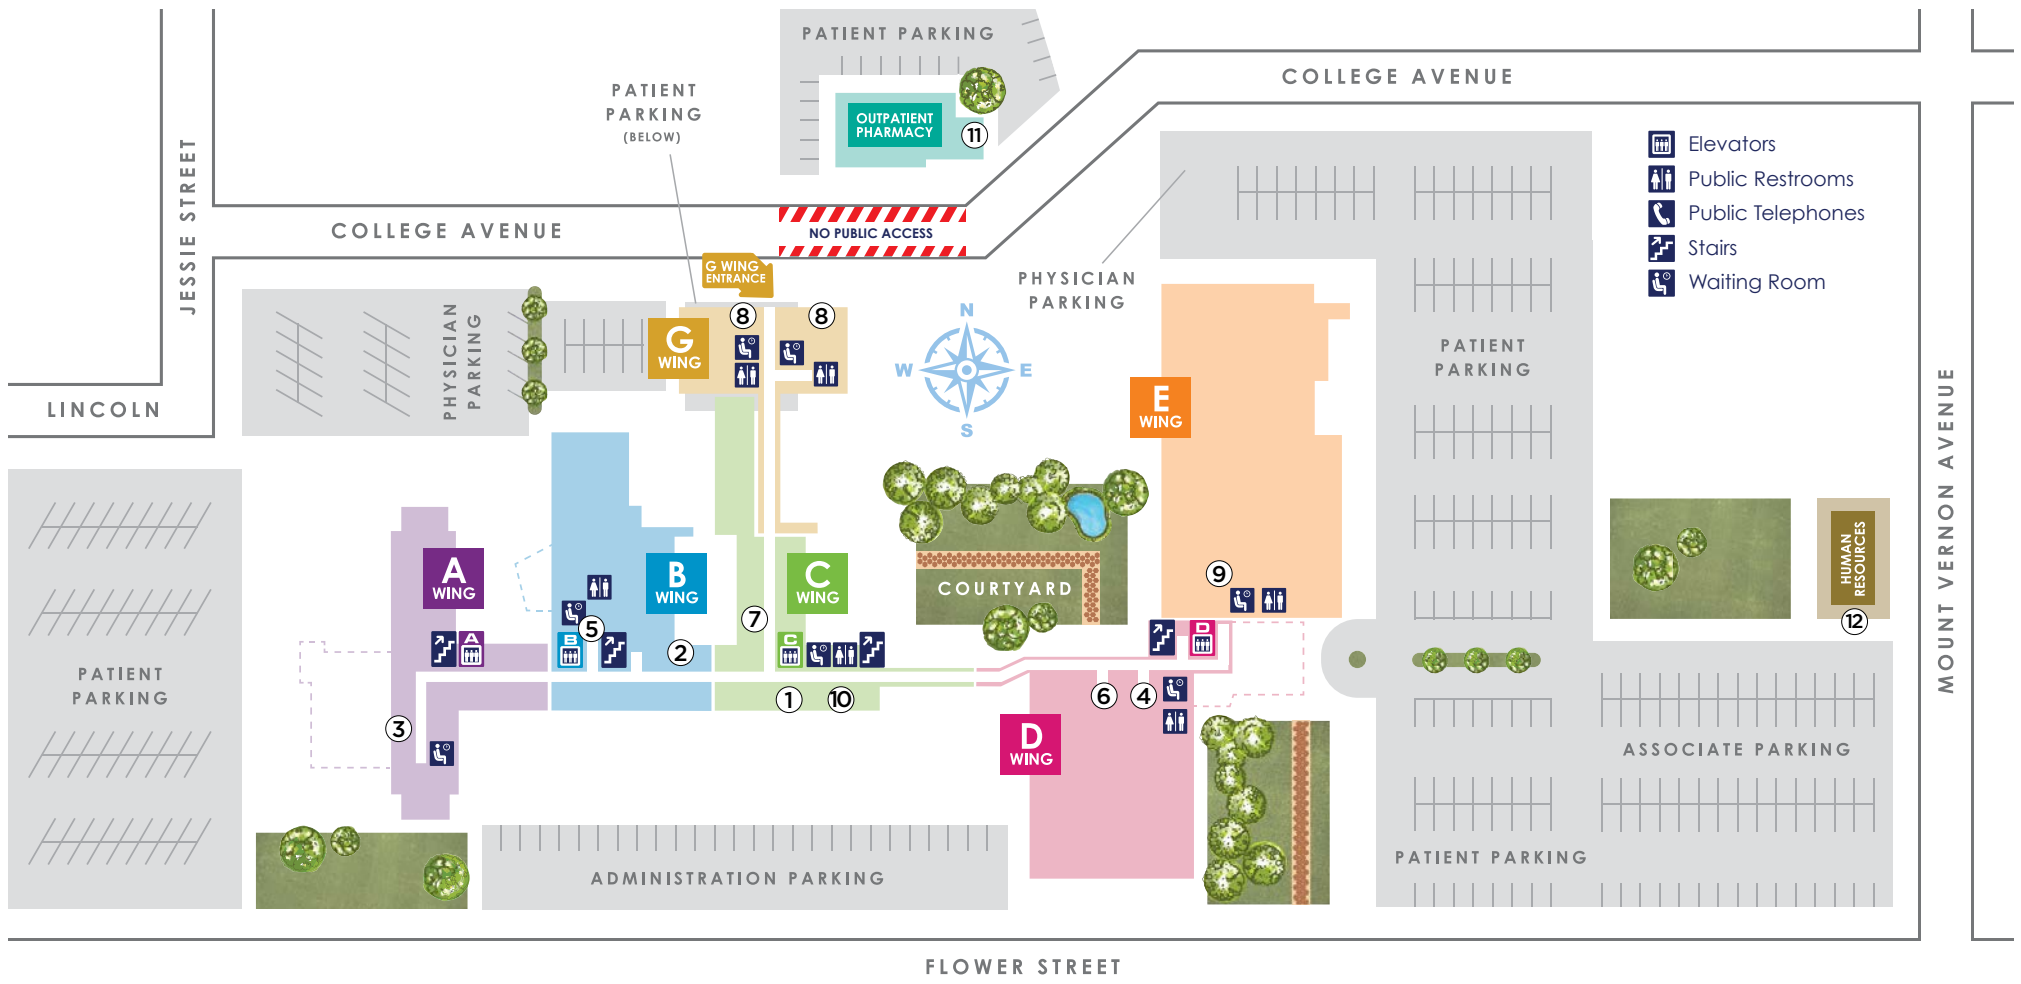 PATIENT PARKING
COLLEGE AVENUE
PATIENT
PARKING
(BELOW)
OUTPATIENT
PHARMACY
11
Elevators
Public Restrooms
Public Telephones
Stairs
Waiting Room
JESSIE STREET
COLLEGE AVENUE
NO PUBLIC ACCESS
G WING
ENTRANCE
PHYSICIAN
PARKING
N
W
E
S
PHYSICIAN
PARKING
8
8
G
WING
PATIENT
PARKING
E
WING
LINCOLN
MOUNT VERNON AVENUE
A
WING
B
WING
C
WING
COURTYARD
9
HUMAN
RESOURCES
12
7
5
A
B
C
D
2
PATIENT
PARKING
1
10
6
4
3
D
WING
ASSOCIATE PARKING
PATIENT PARKING
ADMINISTRATION PARKING
FLOWER STREET